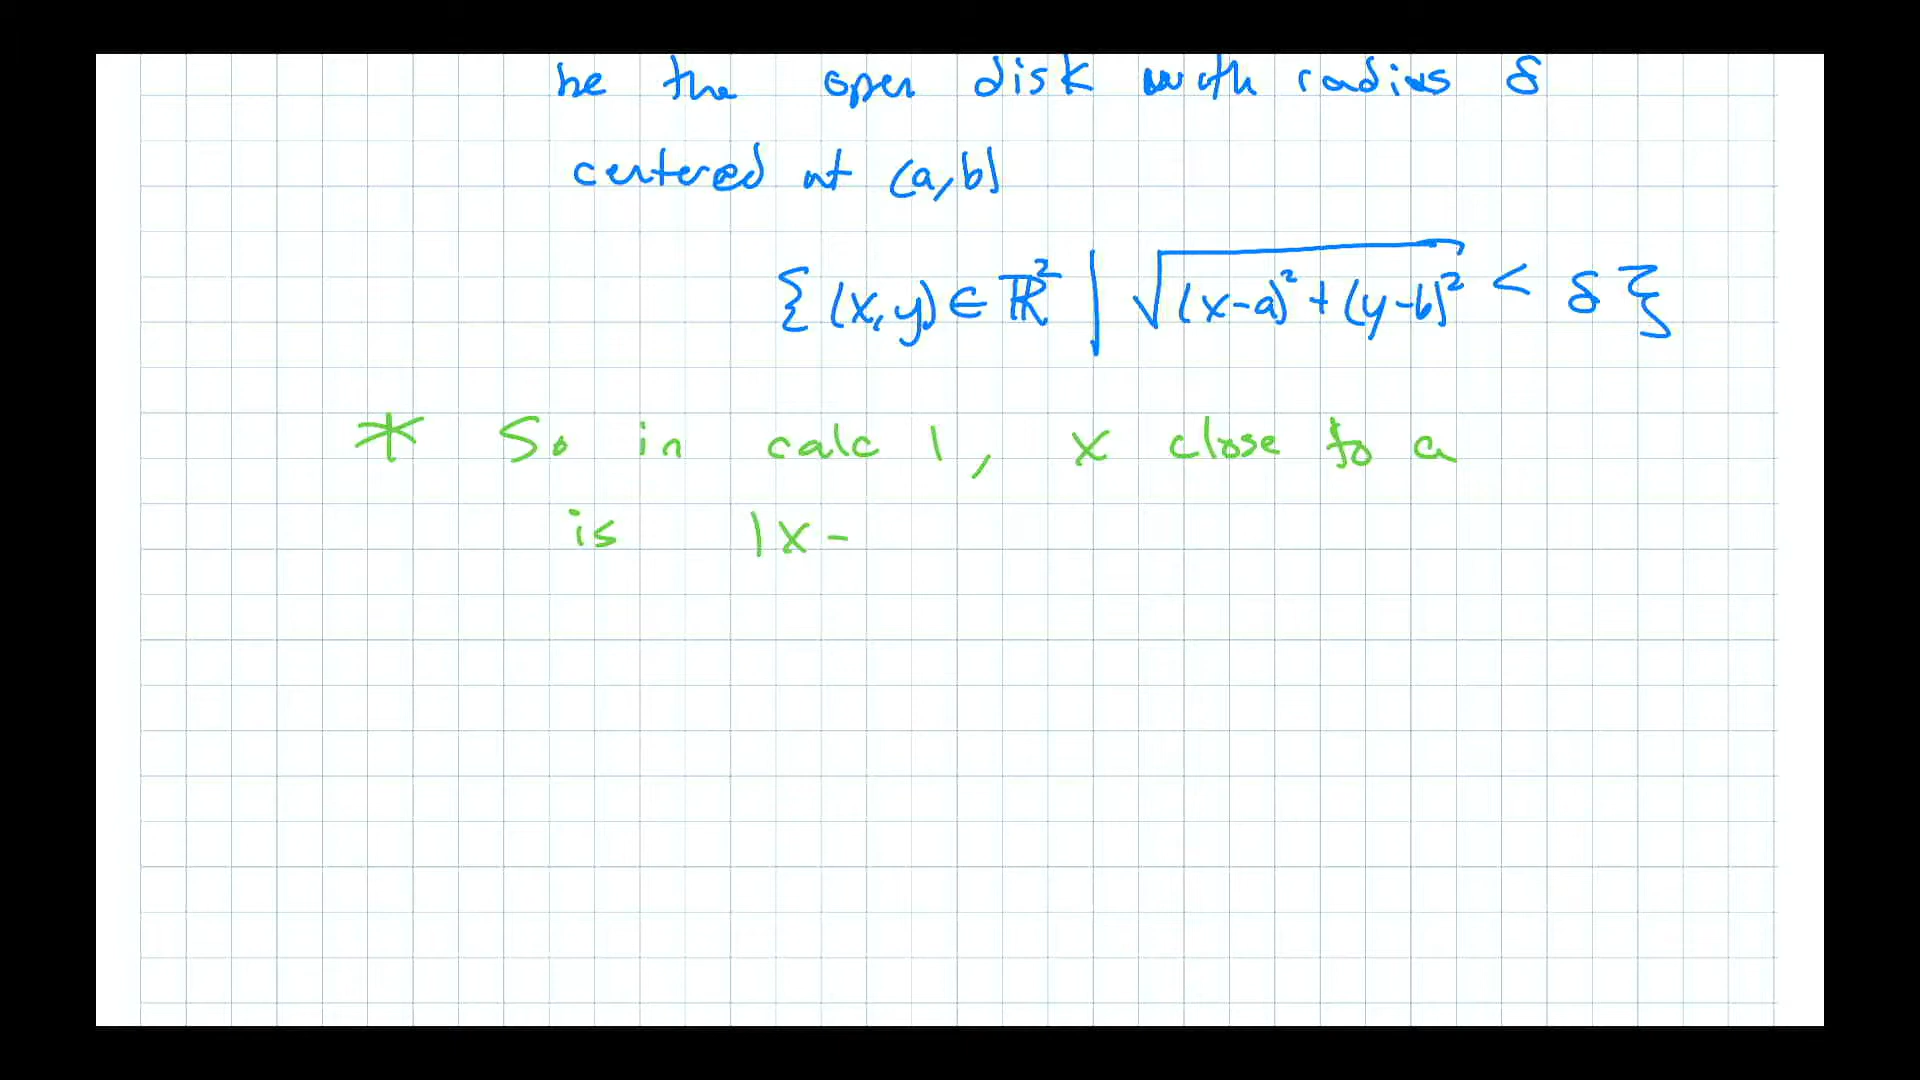 be the open disk with radius δ
centered at (a,b)
{(x,y) ∈ ℝ² | √((x-a)² + (y-b)²) < δ}
* So in calc 1, x close to a
is |x-